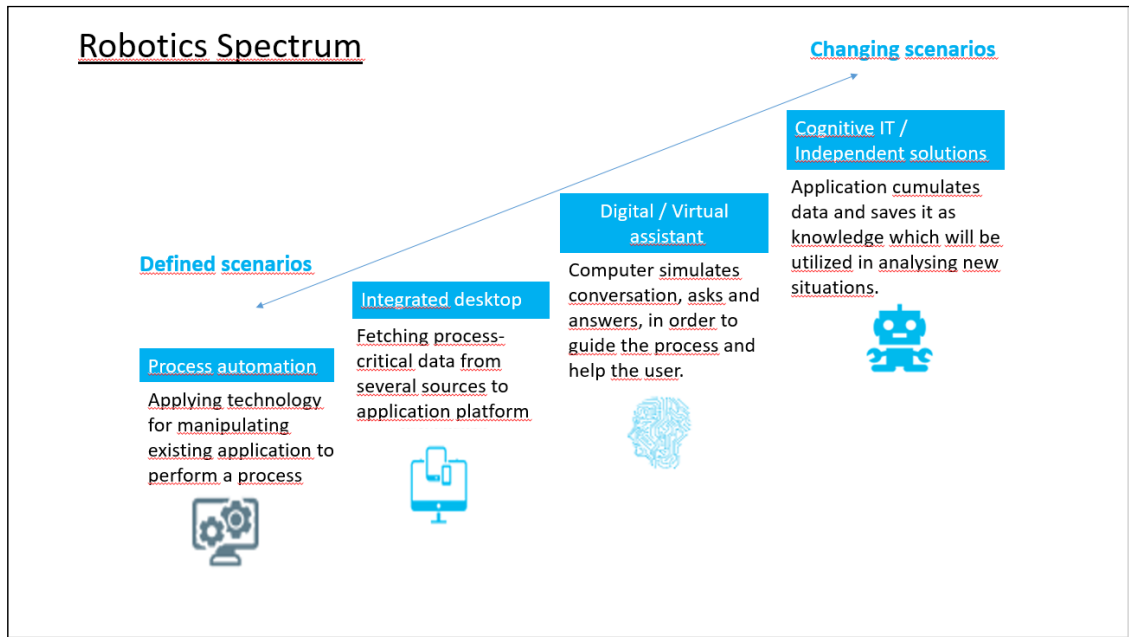 Robotics Spectrum
Changing scenarios
Cognitive IT /
Independent solutions
Application cumulates
data and saves it as
knowledge which will be
utilized in analysing new
situations.
Digital / Virtual
assistant
Computer simulates
conversation, asks and
answers, in order to
guide the process and
help the user.
Defined scenarios
Integrated desktop
Fetching process-
critical data from
several sources to
application platform
Process automation
Applying technology
for manipulating
existing application to
perform a process